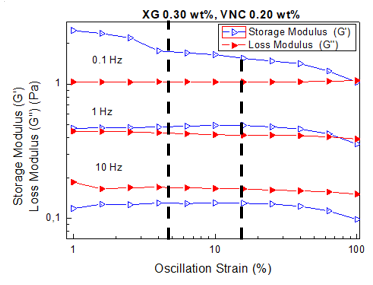 XG 0.30 wt%, VNC 0.20 wt%
Storage Modulus (G')
Loss Modulus (G'')
0.1 Hz
1 Hz
10 Hz
1
0,1
Storage Modulus (G')
Loss Modulus (G'') (Pa)
1 10 100
Oscillation Strain (%)